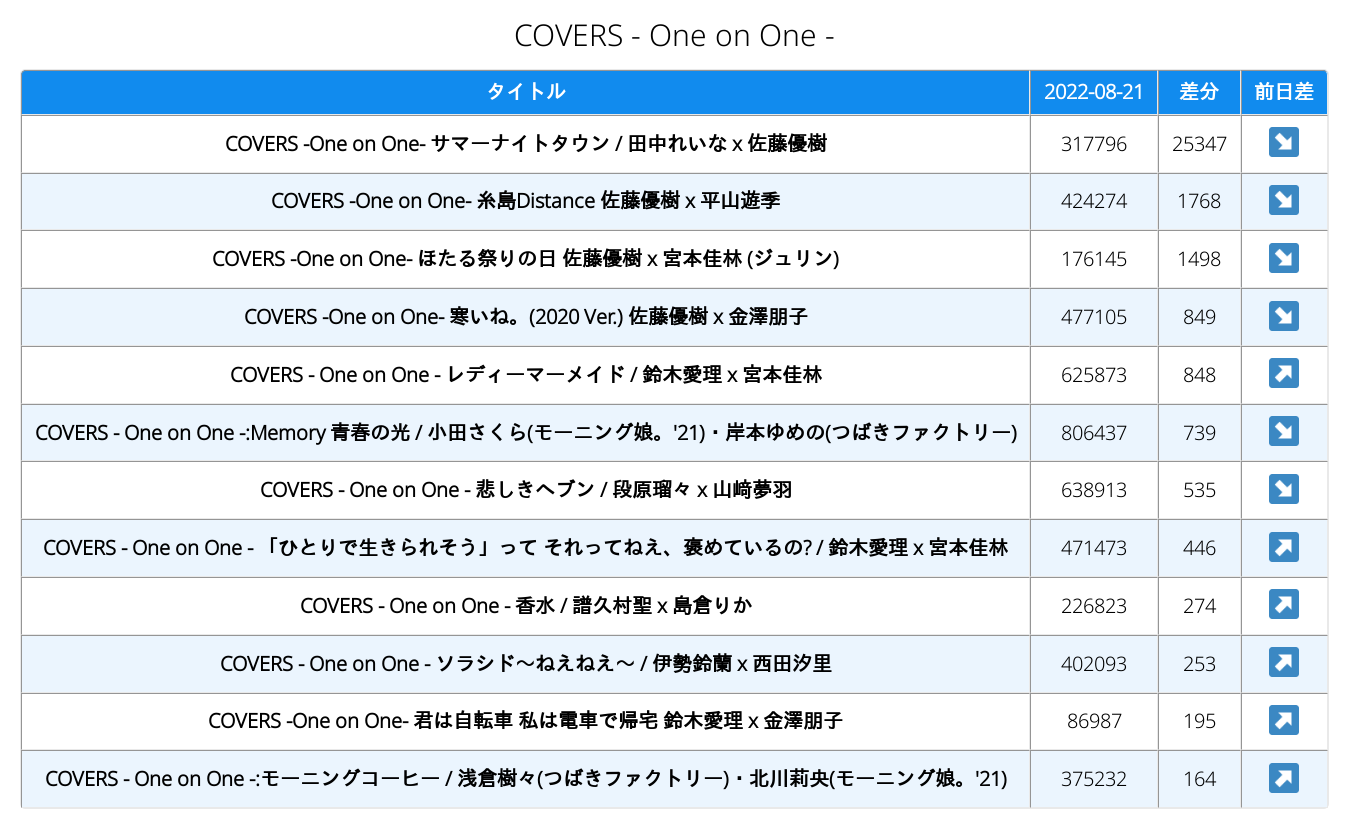 COVERS - One on One -
タイトル 2022-08-21 差分 前日差
COVERS -One on One- サマーナイトタウン / 田中れいな x 佐藤優樹 317796 25347
COVERS -One on One- 糸島Distance 佐藤優樹 x 平山遊季 424274 1768
COVERS -One on One- ほたる祭りの日 佐藤優樹 x 宮本佳林 (ジュリン) 176145 1498
COVERS -One on One- 寒いね。(2020 Ver.) 佐藤優樹 x 金澤朋子 477105 849
COVERS - One on One - レディーマーメイド / 鈴木愛理 x 宮本佳林 625873 848
COVERS - One on One -:Memory 青春の光 / 小田さくら(モーニング娘。'21)・岸本ゆめの(つばきファクトリー) 806437 739
COVERS - One on One - 悲しきヘブン / 段原瑠々 x 山﨑夢羽 638913 535
COVERS - One on One - 「ひとりで生きられそう」って それってねえ、褒めているの? / 鈴木愛理 x 宮本佳林 471473 446
COVERS - One on One - 香水 / 譜久村聖 x 島倉りか 226823 274
COVERS - One on One - ソラシド〜ねえねえ〜 / 伊勢鈴蘭 x 西田汐里 402093 253
COVERS -One on One- 君は自転車 私は電車で帰宅 鈴木愛理 x 金澤朋子 86987 195
COVERS - One on One -:モーニングコーヒー / 浅倉樹々(つばきファクトリー)・北川莉央(モーニング娘。'21) 375232 164